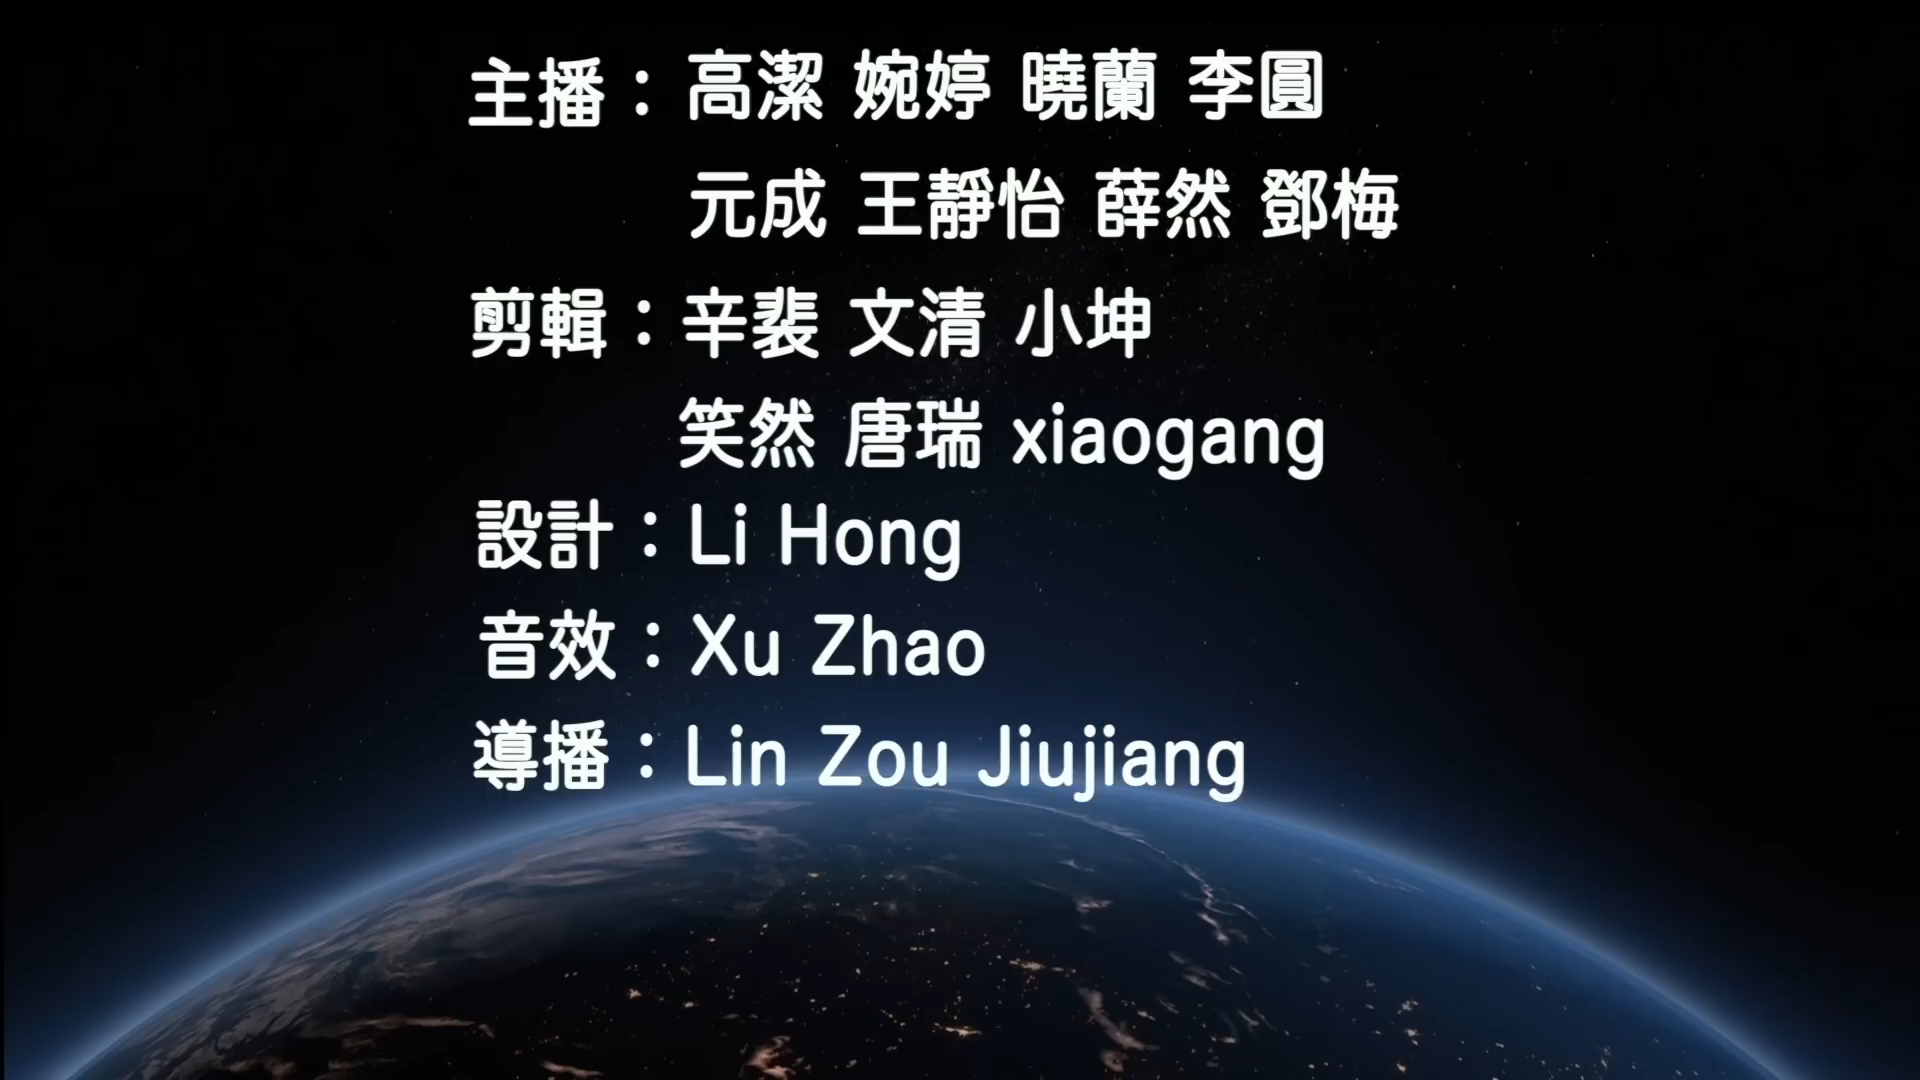 主播：高潔 婉婷 曉蘭 李圓
元成 王靜怡 薛然 鄧梅
剪輯：辛裴 文清 小坤
笑然 唐瑞 xiaogang
設計：Li Hong
音效：Xu Zhao
導播：Lin Zou Jiujiang